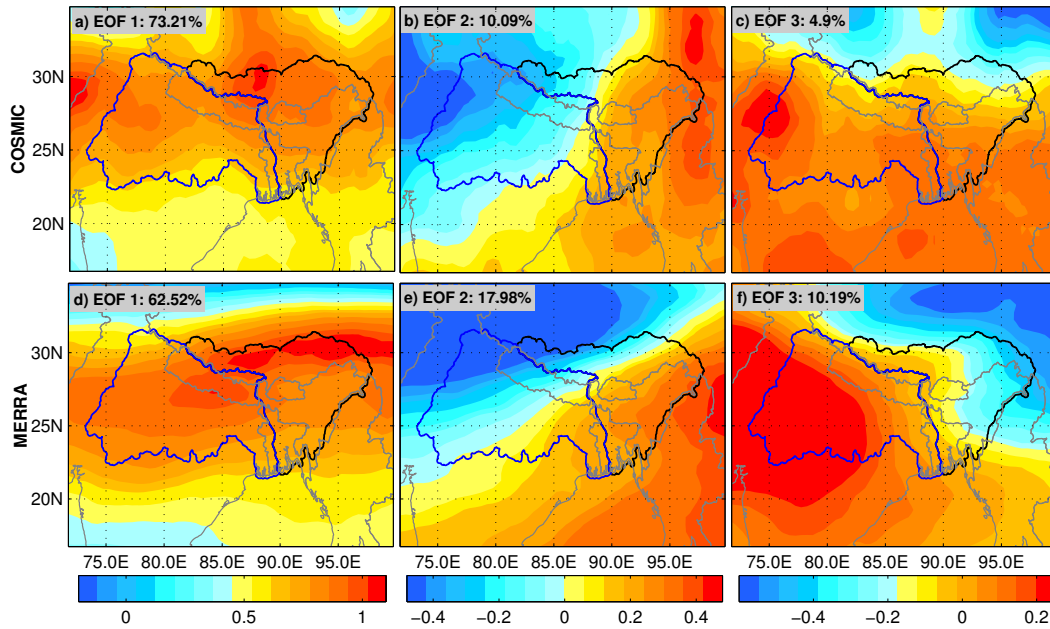 a) EOF 1: 73.21%
b) EOF 2: 10.09%
c) EOF 3: 4.9%
30N
25N
20N
COSMIC
d) EOF 1: 62.52%
e) EOF 2: 17.98%
f) EOF 3: 10.19%
30N
25N
20N
MERRA
75.0E 80.0E 85.0E 90.0E 95.0E
75.0E 80.0E 85.0E 90.0E 95.0E
75.0E 80.0E 85.0E 90.0E 95.0E
0 0.5 1
−0.4 −0.2 0 0.2 0.4
−0.4 −0.2 0 0.2